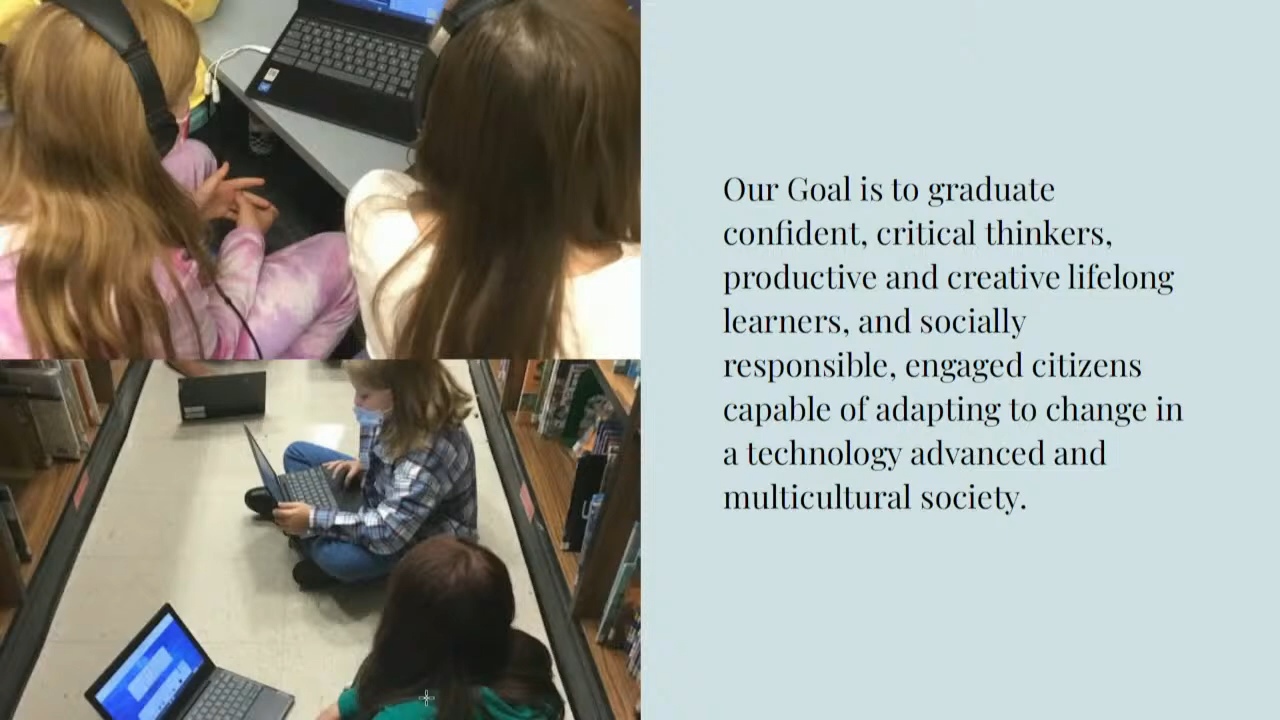 Our Goal is to graduate
confident, critical thinkers,
productive and creative lifelong
learners, and socially
responsible, engaged citizens
capable of adapting to change in
a technology advanced and
multicultural society.